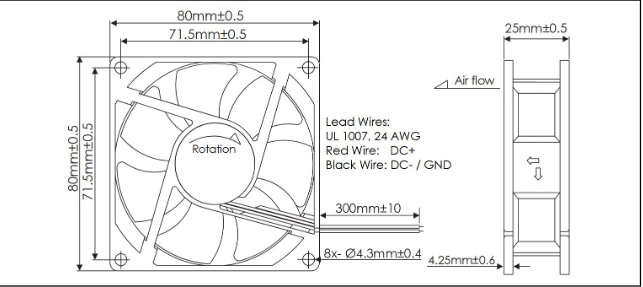 80mm±0.5
71.5mm±0.5
25mm±0.5
Air flow
80mm±0.5
71.5mm±0.5
Rotation
Lead Wires:
UL 1007, 24 AWG
Red Wire: DC+
Black Wire: DC- / GND
300mm±10
8x- Ø4.3mm±0.4
4.25mm±0.6